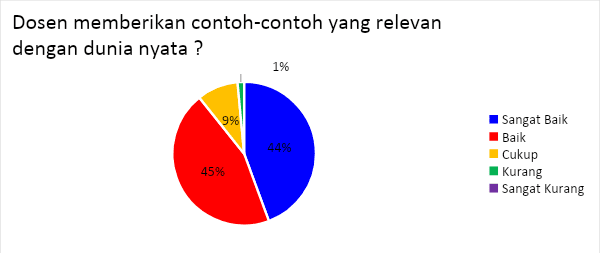 Dosen memberikan contoh-contoh yang relevan
dengan dunia nyata ?
1%
9%
44%
45%
Sangat Baik
Baik
Cukup
Kurang
Sangat Kurang